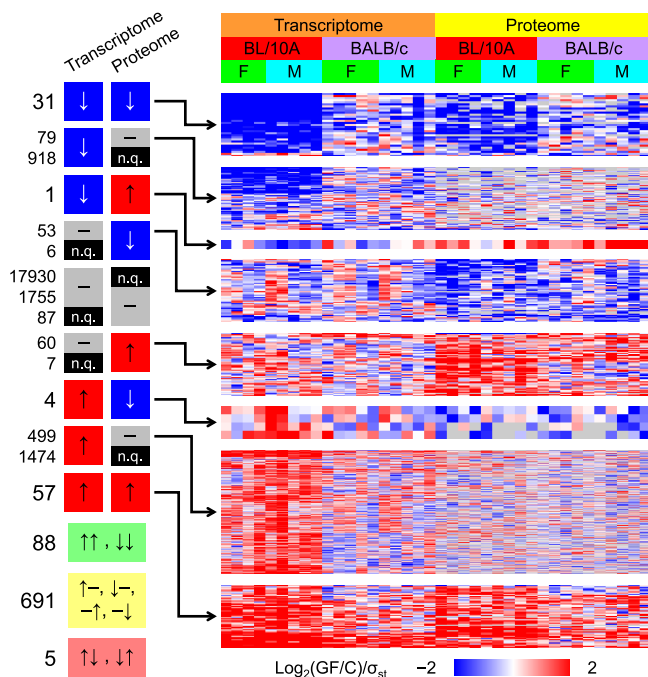 Transcriptome
Proteome
Transcriptome Proteome
BL/10A BALB/c BL/10A BALB/c
F M F M F M F M
31 ↓ ↓
79 –
918 ↓ n.q.
1 ↓ ↑
53 –
6 n.q. ↓
17930 – n.q.
1755 –
87 n.q.
60 –
7 n.q. ↑
4 ↑ ↓
499 –
1474 ↑ n.q.
57 ↑ ↑
88 ↑↑ , ↓↓
691 ↑–, ↓–,
–↑, –↓
5 ↑↓ , ↓↑
Log2(GF/C)/σst −2 2